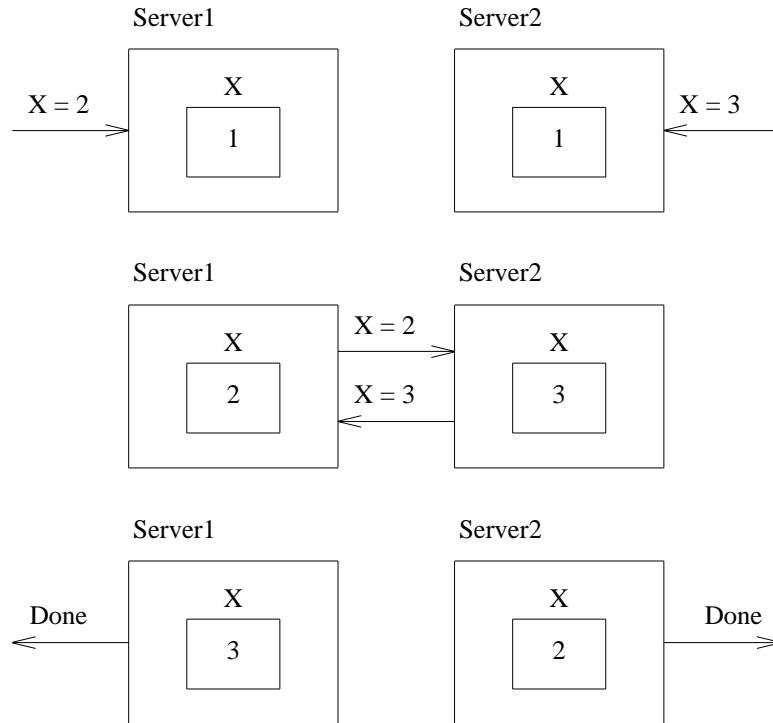 Server1 Server2
X X
X = 2 X = 3
1 1
Server1 Server2
X = 2
X X
X = 3
2 3
Server1 Server2
X X
Done Done
3 2